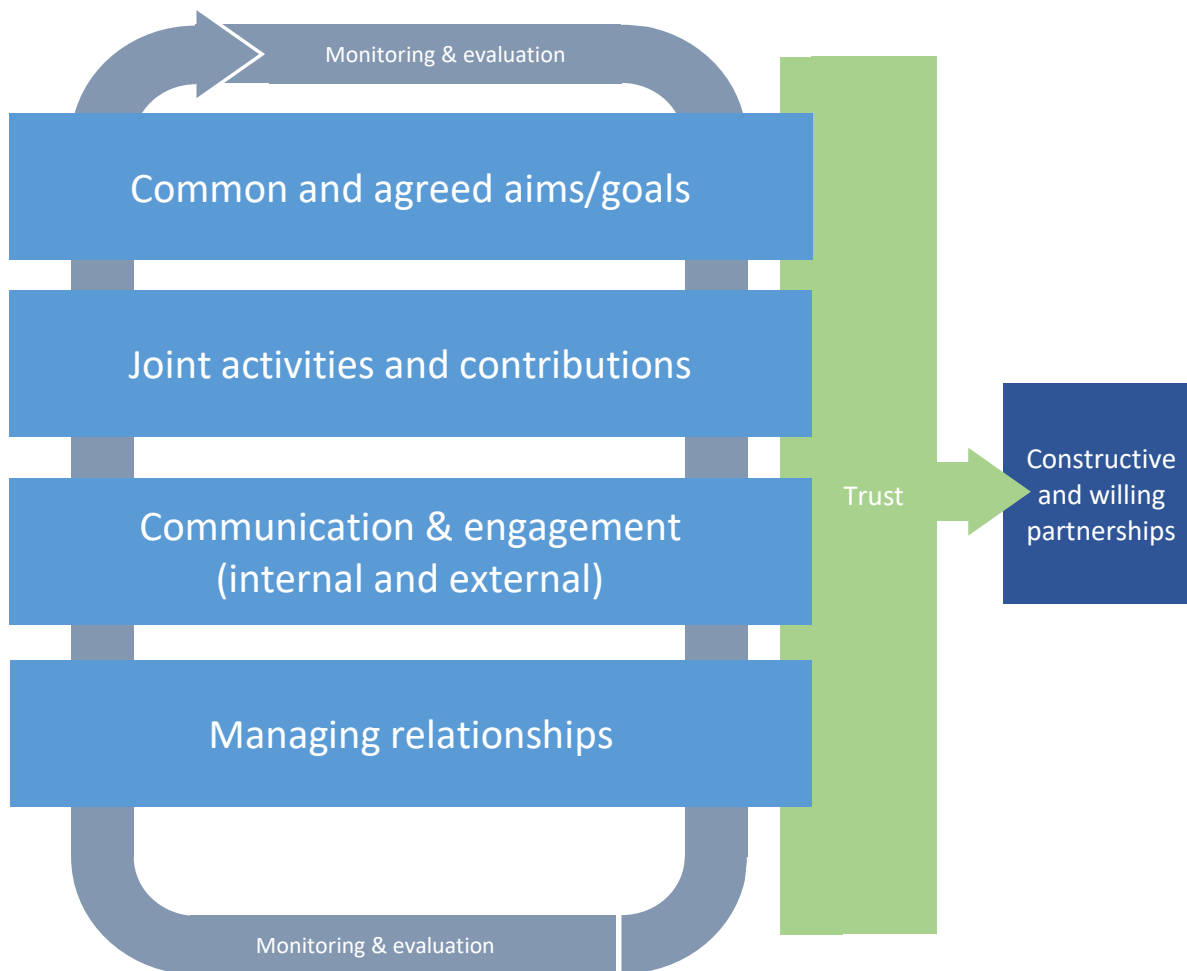 Monitoring & evaluation
Common and agreed aims/goals
Joint activities and contributions
Communication & engagement
(internal and external)
Managing relationships
Monitoring & evaluation
Trust
Constructive
and willing
partnerships